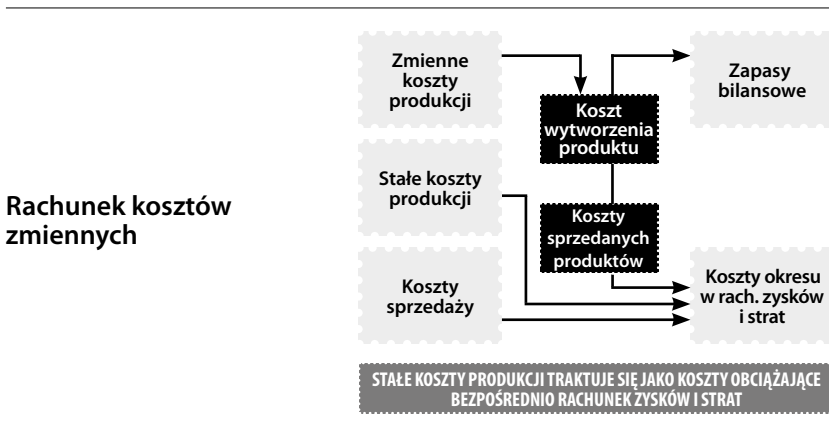 Rachunek kosztów
zmiennych
Zmienne
koszty
produkcji
Koszt
wytworzenia
produktu
Zapasy
bilansowe
Stałe koszty
produkcji
Koszty
sprzedanych
produktów
Koszty
sprzedaży
Koszty okresu
w rach. zysków
i strat
STAŁE KOSZTY PRODUKCJI TRAKTUJE SIĘ JAKO KOSZTY OBCIĄŻAJĄCE
BEZPOŚREDNIO RACHUNEK ZYSKÓW I STRAT